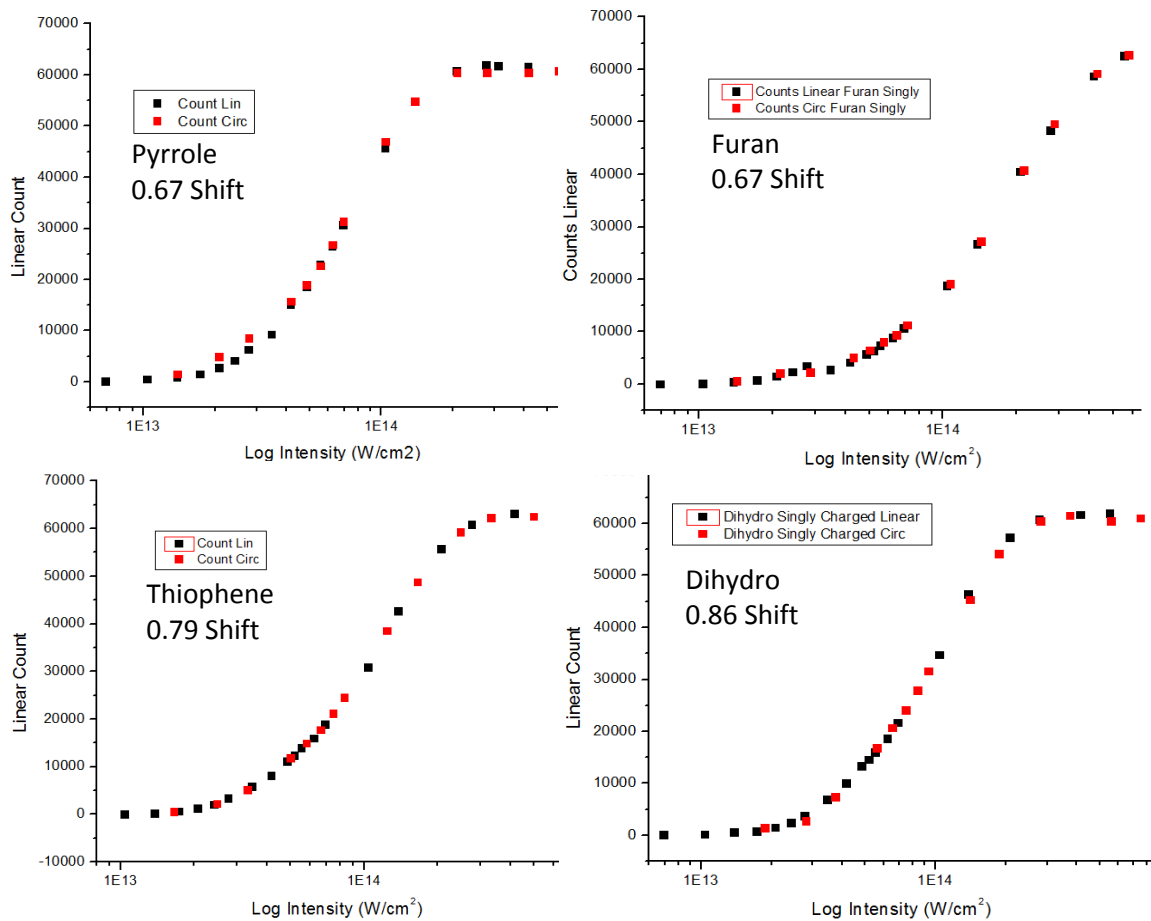 70000
60000
50000
40000
30000
20000
10000
0
Linear Count
Count Lin
Count Circ
Pyrrole
0.67 Shift
1E13
1E14
Log Intensity (W/cm2)
70000
60000
50000
40000
30000
20000
10000
0
Counts Linear
Counts Linear Furan Singly
Counts Circ Furan Singly
Furan
0.67 Shift
1E13
1E14
Log Intensity (W/cm²)
70000
60000
50000
40000
30000
20000
10000
0
-10000
Linear Count
Count Lin
Count Circ
Thiophene
0.79 Shift
1E13
1E14
Log Intensity (W/cm²)
70000
60000
50000
40000
30000
20000
10000
0
Linear Count
Dihydro Singly Charged Linear
Dihydro Singly Charged Circ
Dihydro
0.86 Shift
1E13
1E14
Log Intensity (W/cm²)